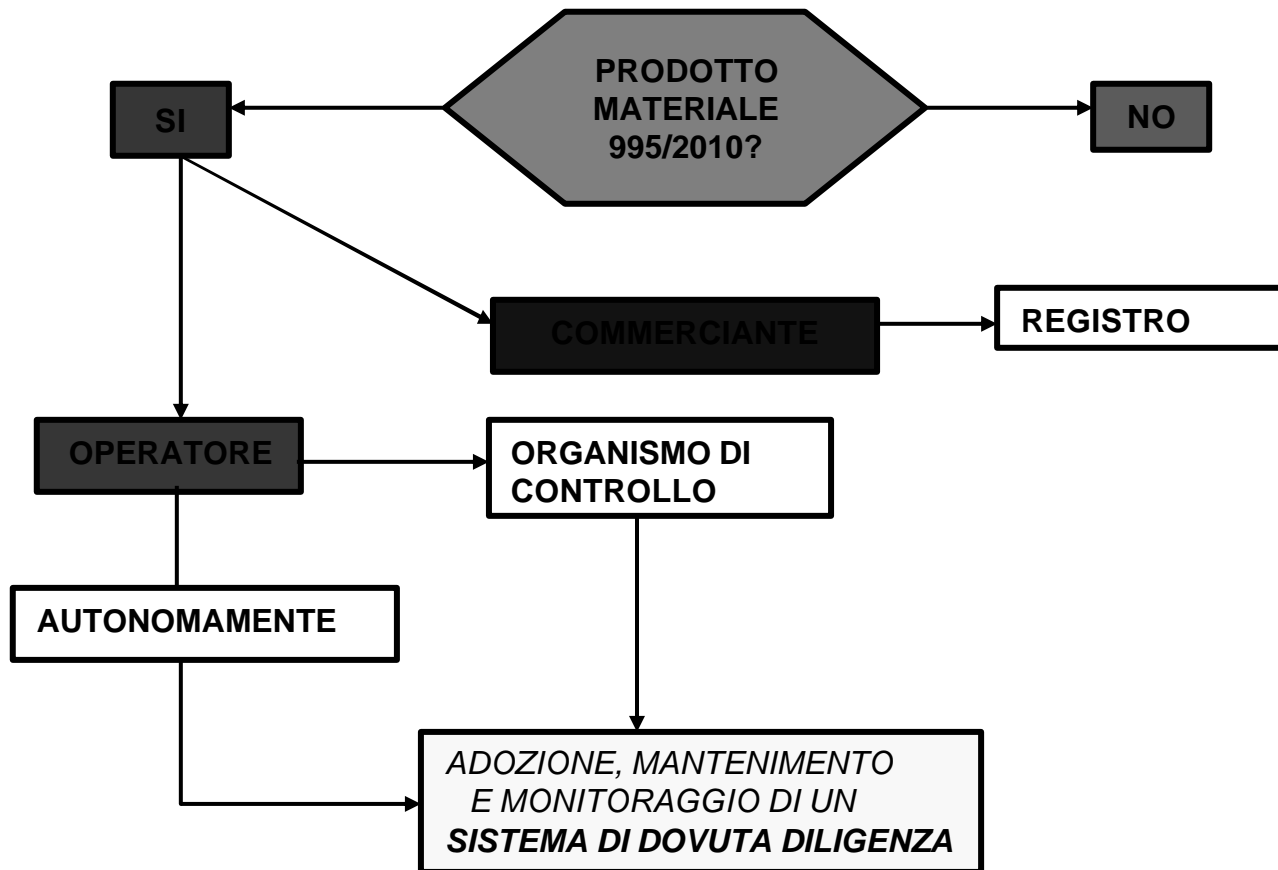 PRODOTTO
MATERIALE
995/2010?
SI
NO
COMMERCIANTE
REGISTRO
OPERATORE
ORGANISMO DI
CONTROLLO
AUTONOMAMENTE
ADOZIONE, MANTENIMENTO
E MONITORAGGIO DI UN
SISTEMA DI DOVUTA DILIGENZA